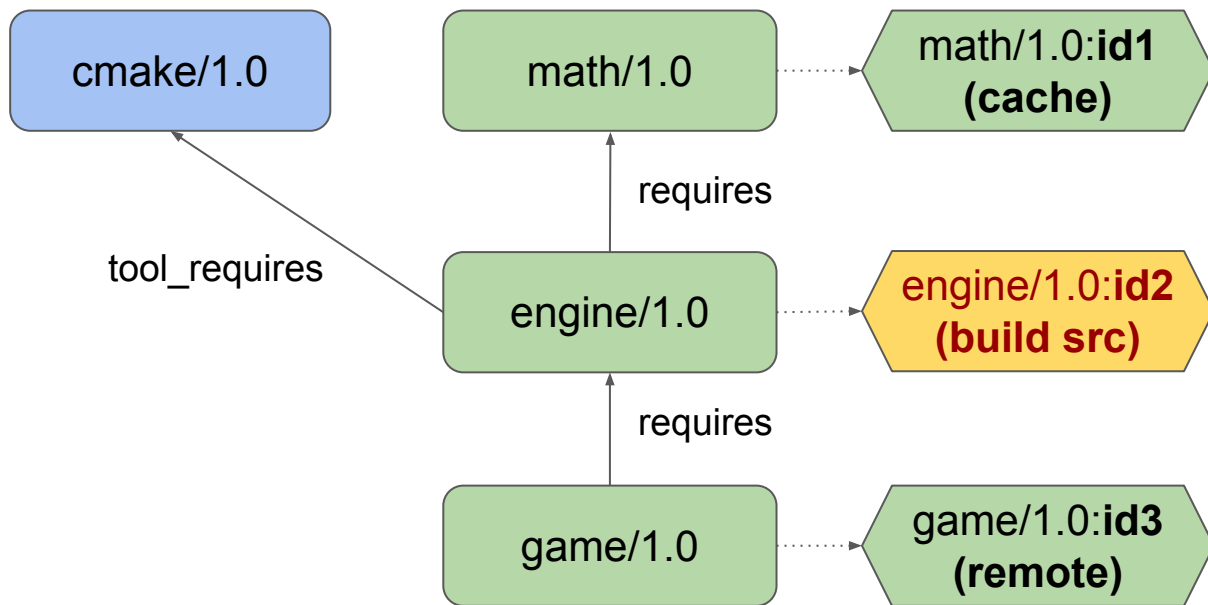 cmake/1.0
math/1.0
math/1.0:id1
(cache)
requires
tool_requires
engine/1.0
engine/1.0:id2
(build src)
requires
game/1.0
game/1.0:id3
(remote)